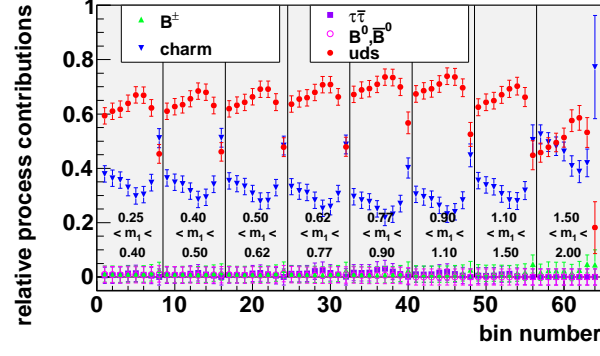 relative process contributions
1
0.8
0.6
0.4
0.2
0
B±
charm
ττ̅
B⁰,B̅⁰
uds
0.25 0.40 0.50 0.62 0.77 0.90 1.10 1.50
< m₁ < < m₁ < < m₁ < < m₁ < < m₁ < < m₁ < < m₁ < < m₁ <
0.40 0.50 0.62 0.77 0.90 1.10 1.50 2.00
0 10 20 30 40 50 60
bin number